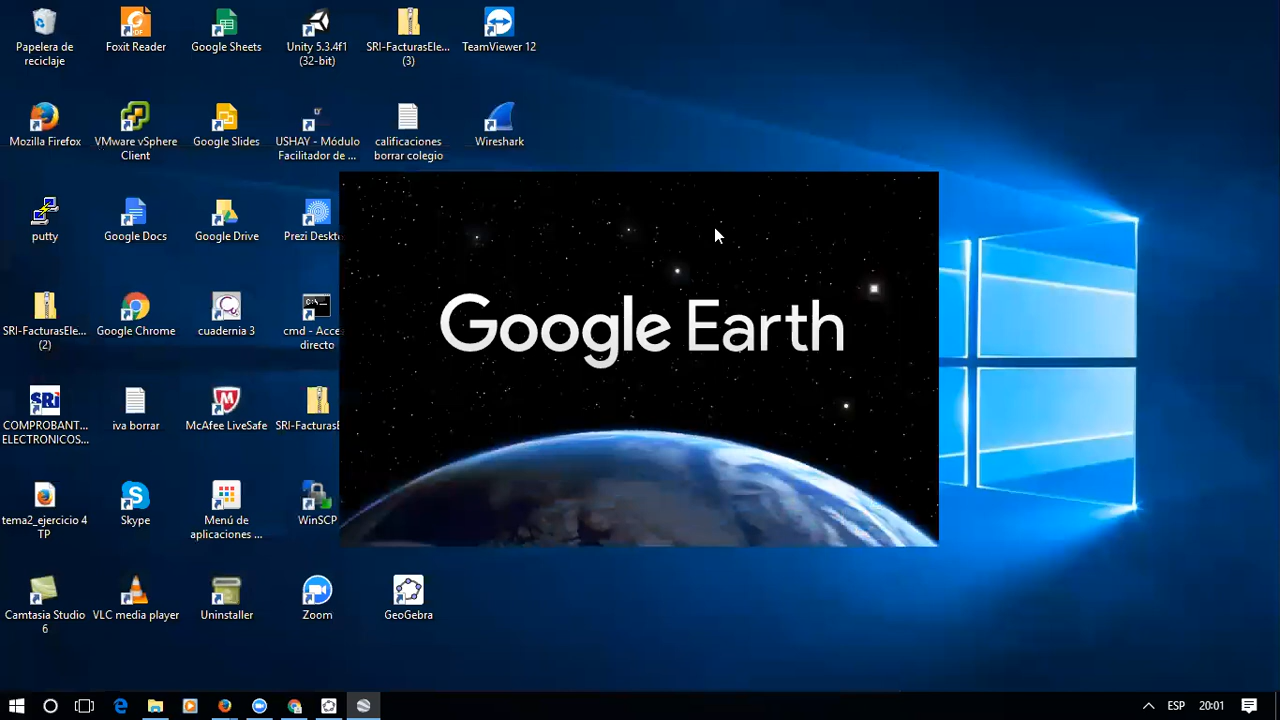 Papelera de
reciclaje
Foxit Reader
Google Sheets
Unity 5.3.4f1
(32-bit)
SRI-FacturasEle...
(3)
TeamViewer 12
Mozilla Firefox
VMware vSphere
Client
Google Slides
USHAY - Módulo
Facilitador de ...
calificaciones
borrar colegio
Wireshark
putty
Google Docs
Google Drive
Prezi Deskto
SRI-FacturasEle...
(2)
Google Chrome
cuadernia 3
cmd - Acce
directo
Google Earth
SRi
COMPROBANT...
ELECTRONICOS...
iva borrar
McAfee LiveSafe
SRI-FacturasE
tema2_ejercicio 4
TP
Skype
Menú de
aplicaciones ...
WinSCP
Camtasia Studio
6
VLC media player
Uninstaller
Zoom
GeoGebra
ESP
20:01